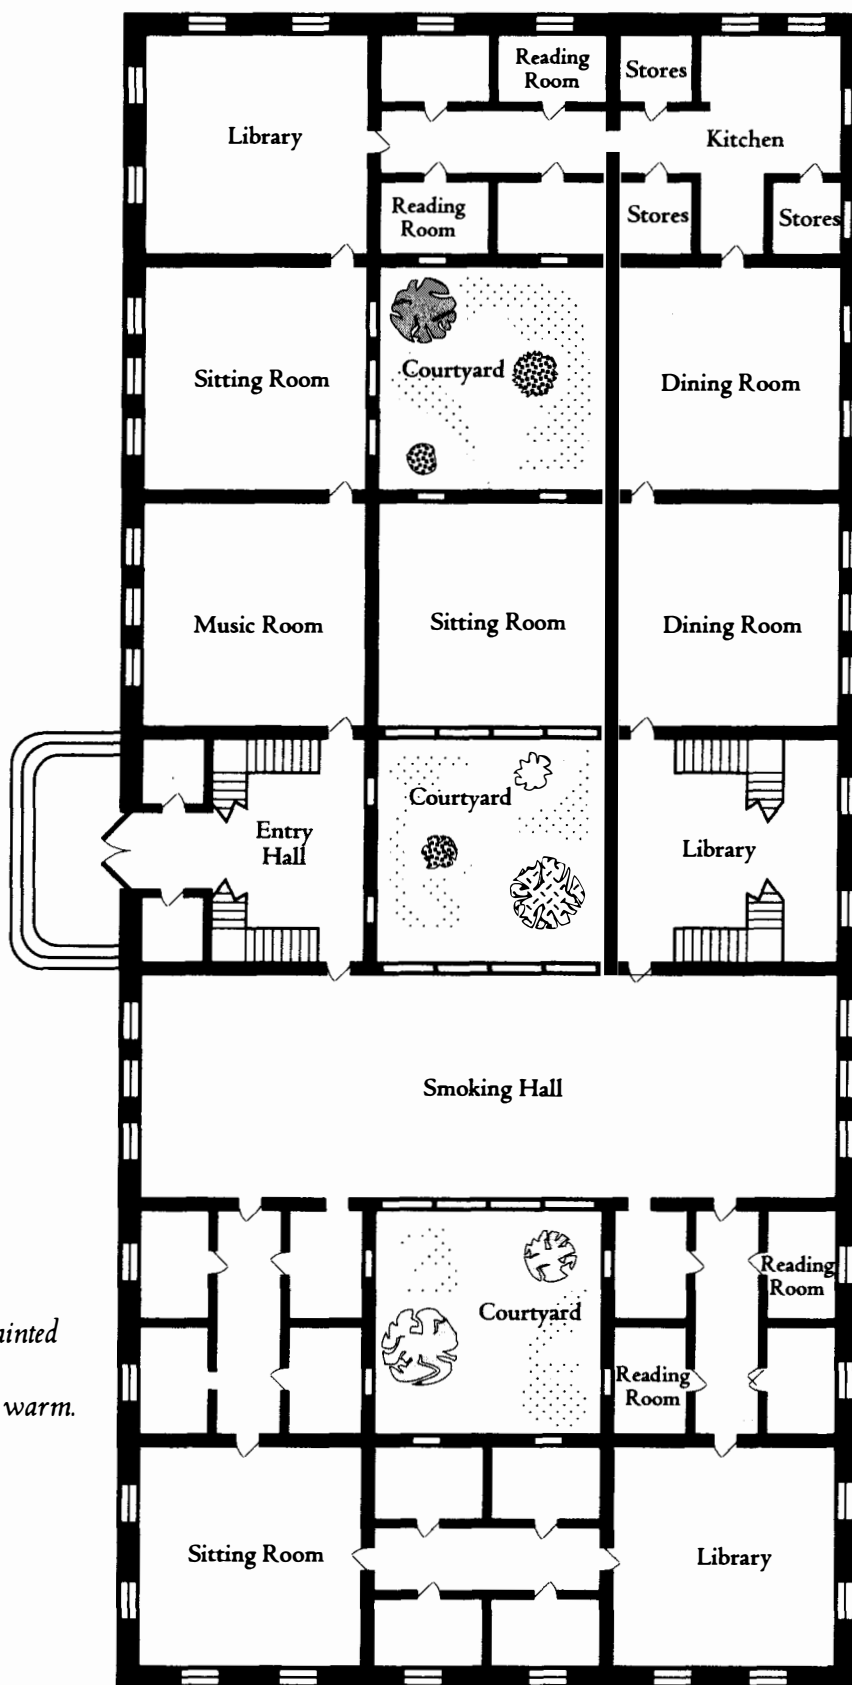 Reading
Room
Stores
Library
Kitchen
Reading
Room
Stores
Stores
Sitting Room
Courtyard
Dining Room
Music Room
Sitting Room
Dining Room
Courtyard
Entry
Hall
Library
Smoking Hall
Reading
Room
Courtyard
Reading
Room
warm.
Sitting Room
Library